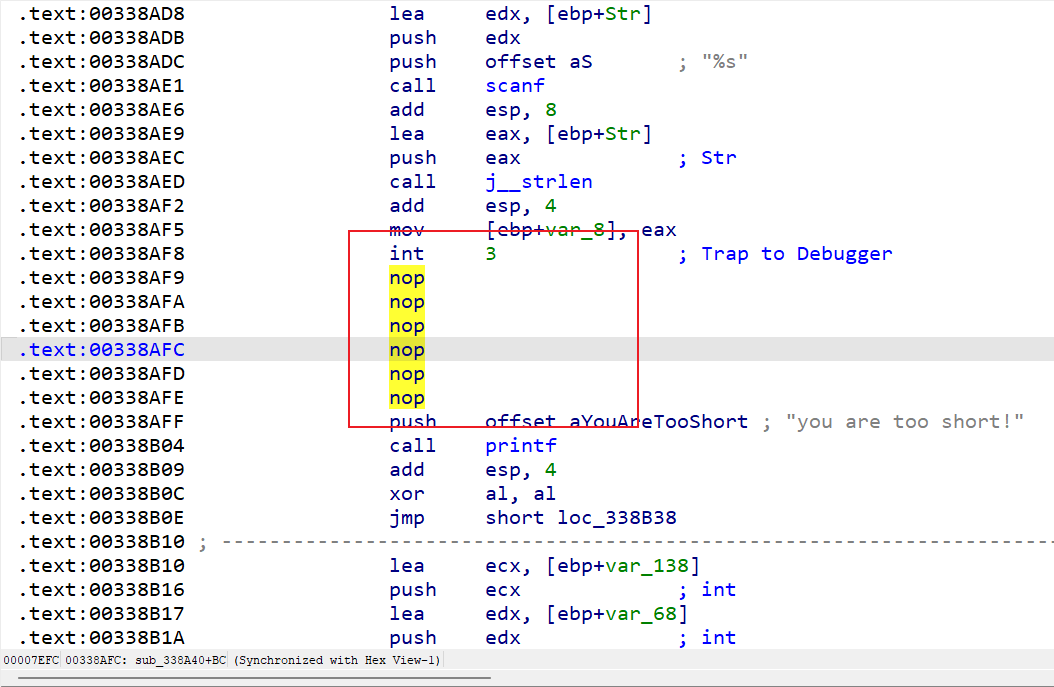 .text:00338AD8 lea edx, [ebp+Str]
.text:00338ADB push edx
.text:00338ADC push offset aS ; "%s"
.text:00338AE1 call scanf
.text:00338AE6 add esp, 8
.text:00338AE9 lea eax, [ebp+Str]
.text:00338AEC push eax ; Str
.text:00338AED call j__strlen
.text:00338AF2 add esp, 4
.text:00338AF5 mov [ebp+var_8], eax
.text:00338AF8 int 3 ; Trap to Debugger
.text:00338AF9 nop
.text:00338AFA nop
.text:00338AFB nop
.text:00338AFC nop
.text:00338AFD nop
.text:00338AFE nop
.text:00338AFF push offset aYouAreTooShort ; "you are too short!"
.text:00338B04 call printf
.text:00338B09 add esp, 4
.text:00338B0C xor al, al
.text:00338B0E jmp short loc_338B38
.text:00338B10 ; ---------------------------------------------------------------------
.text:00338B10 lea ecx, [ebp+var_138]
.text:00338B16 push ecx ; int
.text:00338B17 lea edx, [ebp+var_68]
.text:00338B1A push edx ; int
00007EFC 00338AFC: sub_338A40+BC (Synchronized with Hex View-1)